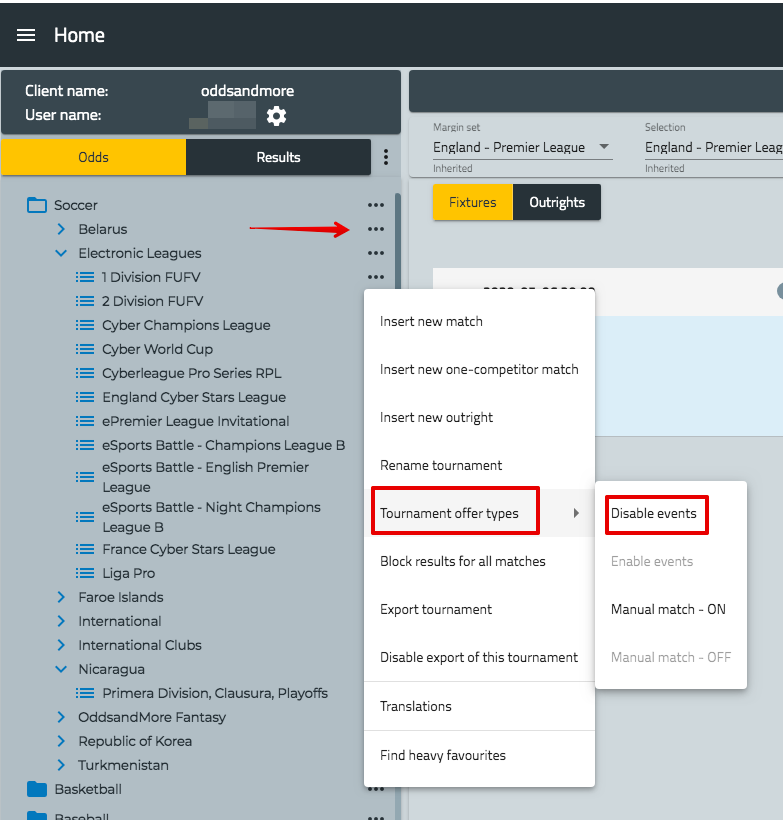 Home
Client name: oddsandmore
User name:
Odds
Results
Margin set
England - Premier League
Inherited
Selection
England - Premier Leag
Inherited
Fixtures
Outrights
Soccer
Belarus
Electronic Leagues
1 Division FUFV
2 Division FUFV
Cyber Champions League
Cyber World Cup
Cyberleague Pro Series RPL
England Cyber Stars League
ePremier League Invitational
eSports Battle - Champions League B
eSports Battle - English Premier
League
eSports Battle - Night Champions
League B
France Cyber Stars League
Liga Pro
Faroe Islands
International
International Clubs
Nicaragua
Primera Division, Clausura, Playoffs
OddsandMore Fantasy
Republic of Korea
Turkmenistan
Basketball
Baseball
Insert new match
Insert new one-competitor match
Insert new outright
Rename tournament
Tournament offer types
Block results for all matches
Export tournament
Disable export of this tournament
Translations
Find heavy favourites
Disable events
Enable events
Manual match - ON
Manual match - OFF